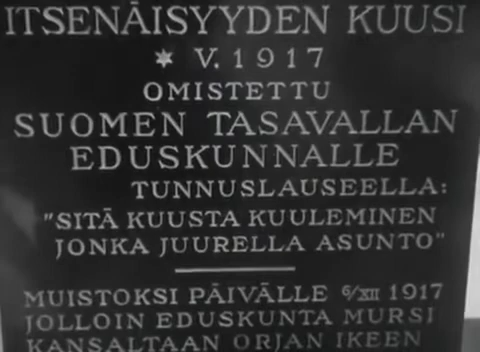 ITSENÄISYYDEN KUUSI
* V. 1917
OMISTETTU
SUOMEN TASAVALLAN
EDUSKUNNALLE
TUNNUSLAUSEELLA:
"SITÄ KUUSTA KUULEMINEN
JONKA JUURELLA ASUNTO"
MUISTOKSI PÄIVÄLLE 6/XII 1917
JOLLOIN EDUSKUNTA MURSI
KANSALTAAN ORJAN IKEEN